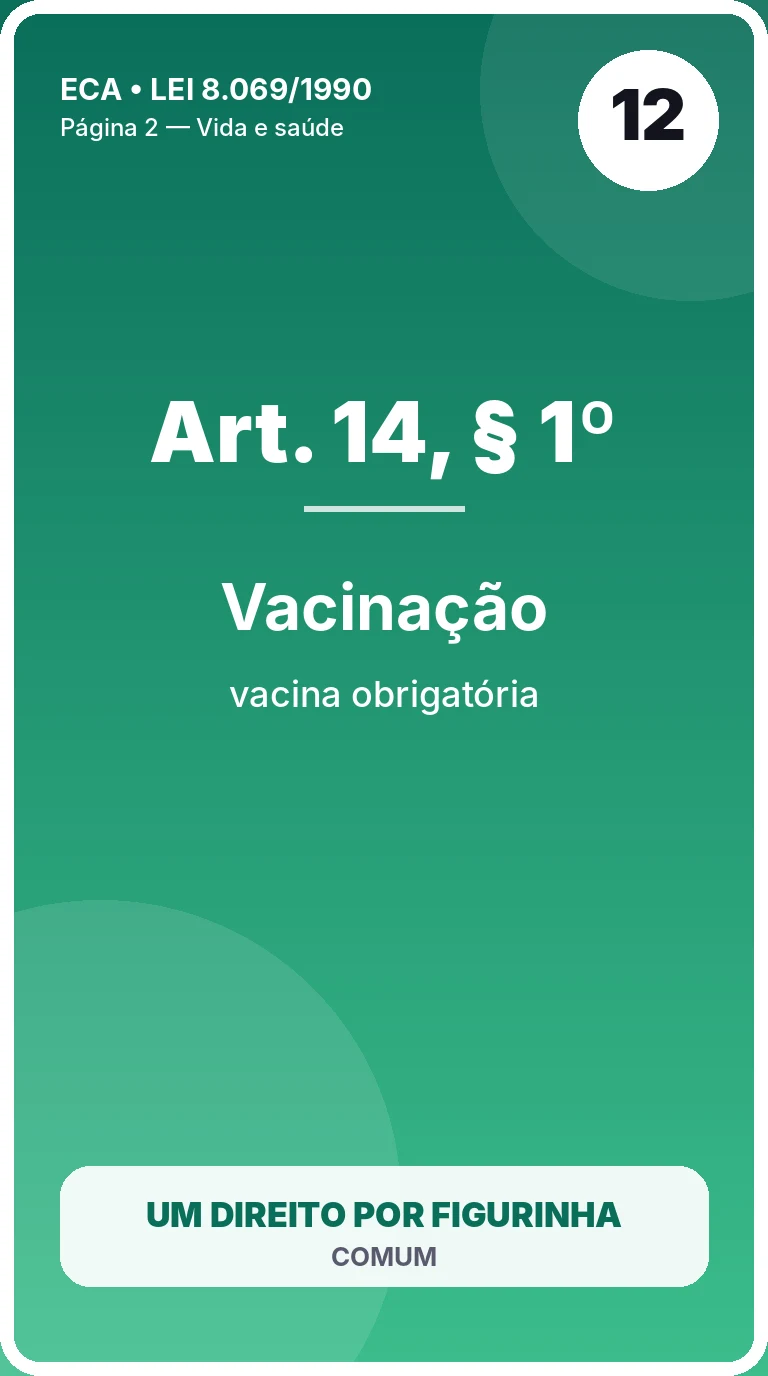 ECA • LEI 8.069/1990
Página 2 — Vida e saúde
12
Art. 14, § 1º
Vacinação
vacina obrigatória
UM DIREITO POR FIGURINHA
COMUM